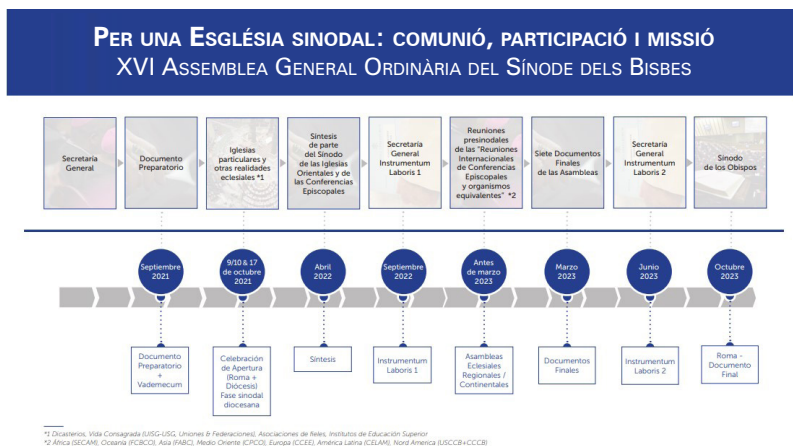 PER UNA ESGLÉSIA SINODAL: COMUNIÓ, PARTICIPACIÓ I MISSIÓ
XVI ASSEMBLEA GENERAL ORDINÀRIA DEL SÍNODE DELS BISBES
Secretaría
General
Documento
Preparatorio
Iglesias
particulares y
otras realidades
eclesiales *1
Síntesis
de parte
del Sínodo
de las Iglesias
Orientales y de
las Conferencias
Episcopales
Secretaría
General
Instrumentum
Laboris 1
Reuniones
presinodales
de las "Reuniones
Internacionales
de Conferencias
Episcopales
y organismos
equivalentes" *2
Siete Documentos
Finales
de las Asambleas
Secretaría
General
Instrumentum
Laboris 2
Sínodo
de los Obispos
Septiembre
2021
9/10 & 17
de octubre
2021
Abril
2022
Septiembre
2022
Antes
de marzo
2023
Marzo
2023
Junio
2023
Octubre
2023
Documento
Preparatorio
+
Vademecum
Celebración
de Apertura
(Roma +
Diócesis)
Fase sinodal
diocesana
Síntesis
Instrumentum
Laboris 1
Asambleas
Eclesiales
Regionales /
Continentales
Documentos
Finales
Instrumentum
Laboris 2
Roma -
Documento
Final
*1 Dicasterios, Vida Consagrada (UISG-USG, Uniones & Federaciones), Asociaciones de fieles, Institutos de Educación Superior
*2 África (SECAM), Oceanía (FCBCO), Asia (FABC), Medio Oriente (CPCO), Europa (CCEE), América Latina (CELAM), Nord America (USCCB+CCCB)